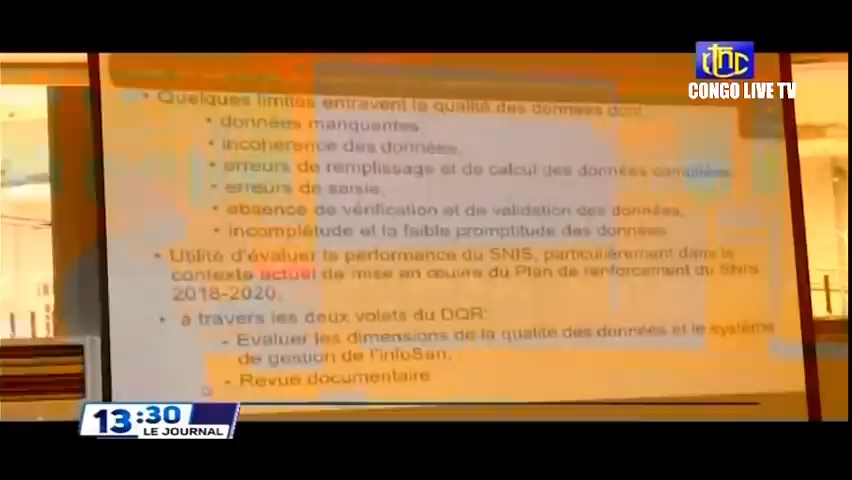 rtnc
CONGO LIVE TV
• Quelques limites entravent la qualité des données dont
• données manquantes
• incohérence des données,
• erreurs de remplissage et de calcul des données compilées,
• erreurs de saisie,
• absence de vérification et de validation des données,
• incomplétude et la faible promptitude des données
• Utilité d'évaluer la performance du SNIS, particulièrement dans le
contexte actuel de mise en œuvre du Plan de renforcement du SNIS
2018-2020,
• à travers les deux volets du DQR:
- Evaluer les dimensions de la qualité des données et le système
de gestion de l'infoSan,
- Revue documentaire
13:30
LE JOURNAL